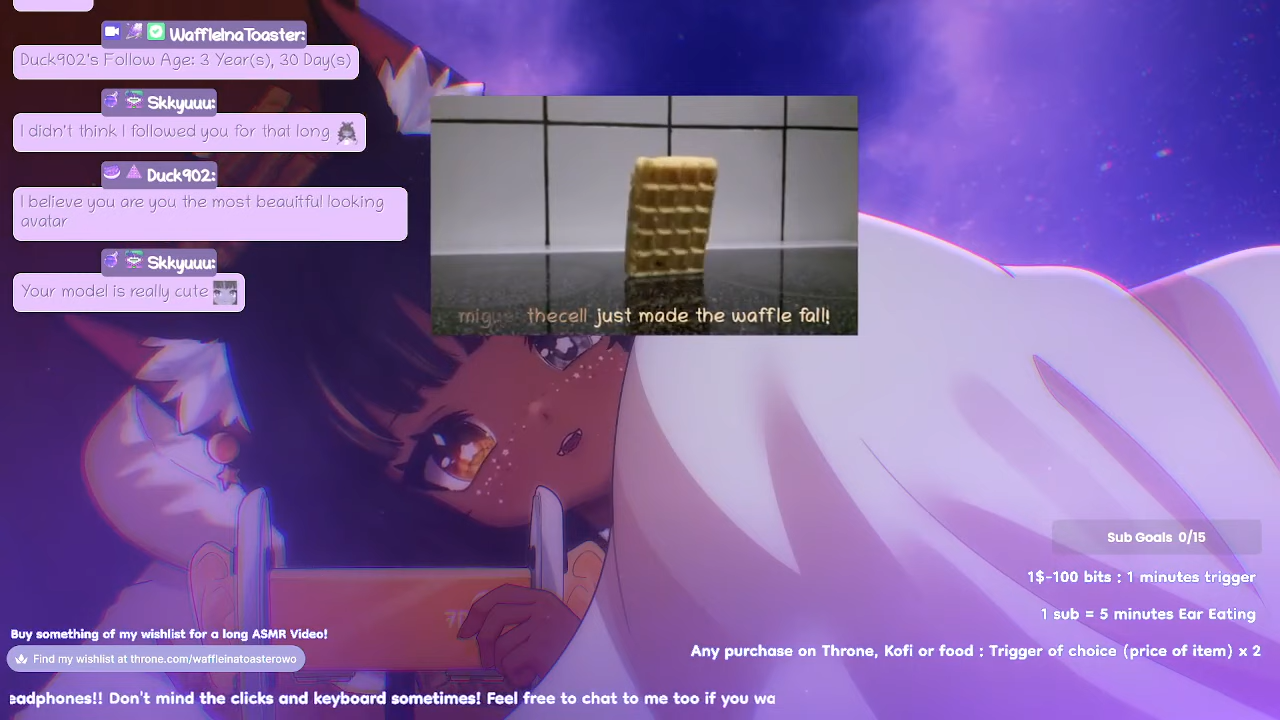 WaffleInaToaster:
Duck902's Follow Age: 3 Year(s), 30 Day(s)
Skkyuuu:
I didn't think I followed you for that long
Duck902:
I believe you are you the most beauitful looking
avatar
Skkyuuu:
Your model is really cute
thecell just made the waffle fall!
Sub Goals 0/15
1$-100 bits : 1 minutes trigger
1 sub = 5 minutes Ear Eating
Any purchase on Throne, Kofi or food : Trigger of choice (price of item) x 2
Buy something of my wishlist for a long ASMR Video!
Find my wishlist at throne.com/waffleinatoasterowo
eadphones!! Don't mind the clicks and keyboard sometimes! Feel free to chat to me too if you wa